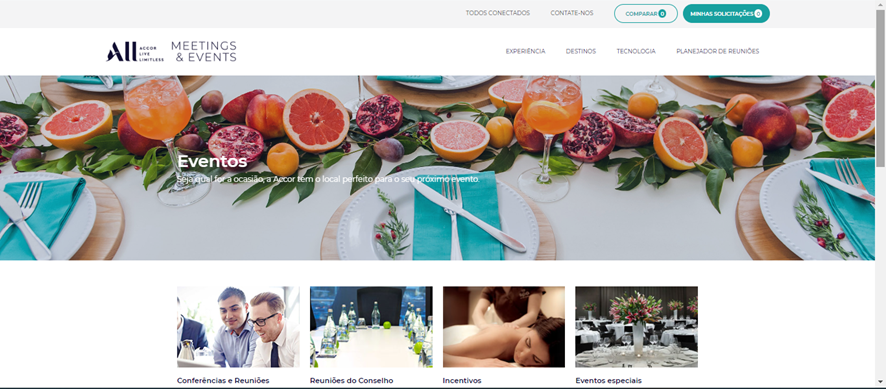 TODOS CONECTADOS
CONTATE-NOS
COMPARAR 0
MINHAS SOLICITAÇÕES 0
All ACCOR LIVE LIMITLESS
MEETINGS & EVENTS
EXPERIÊNCIA
DESTINOS
TECNOLOGIA
PLANEJADOR DE REUNIÕES
Eventos
Seja qual for a ocasião, a Accor tem o local perfeito para o seu próximo evento.
Conferências e Reuniões
Reuniões do Conselho
Incentivos
Eventos especiais